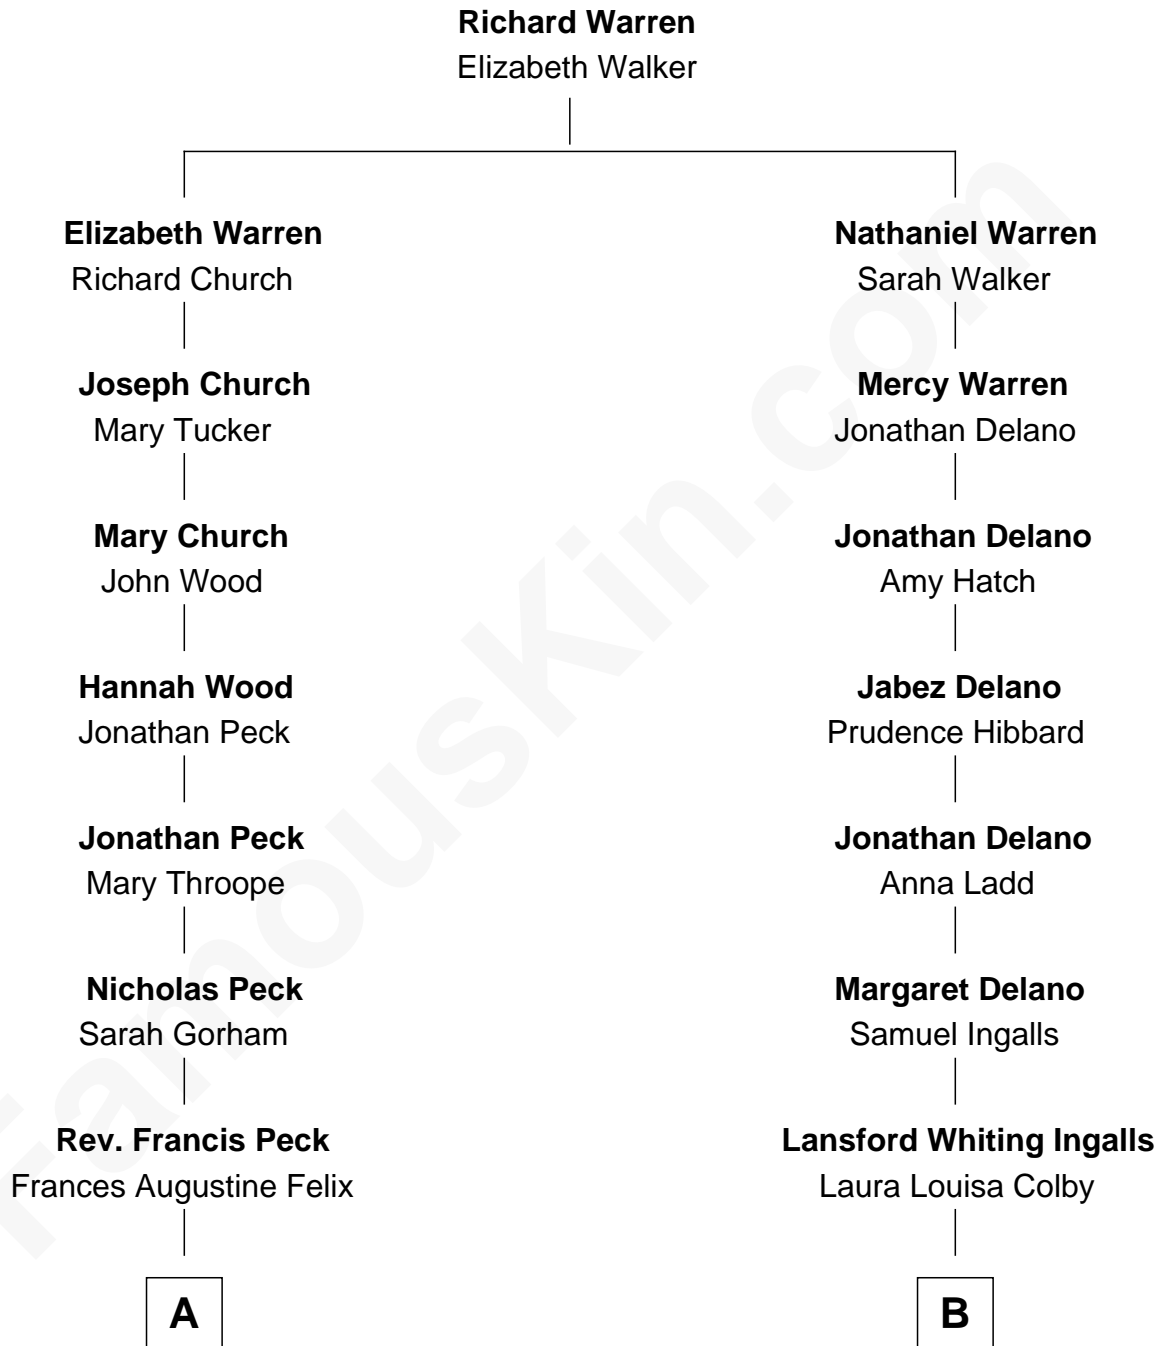 Richard Warren
Elizabeth Walker
Elizabeth Warren
Richard Church
Nathaniel Warren
Sarah Walker
Joseph Church
Mary Tucker
Mercy Warren
Jonathan Delano
Mary Church
John Wood
Jonathan Delano
Amy Hatch
Hannah Wood
Jonathan Peck
Jabez Delano
Prudence Hibbard
Jonathan Peck
Mary Throope
Jonathan Delano
Anna Ladd
Nicholas Peck
Sarah Gorham
Margaret Delano
Samuel Ingalls
Rev. Francis Peck
Frances Augustine Felix
Lansford Whiting Ingalls
Laura Louisa Colby
A
B
FamousKin.com